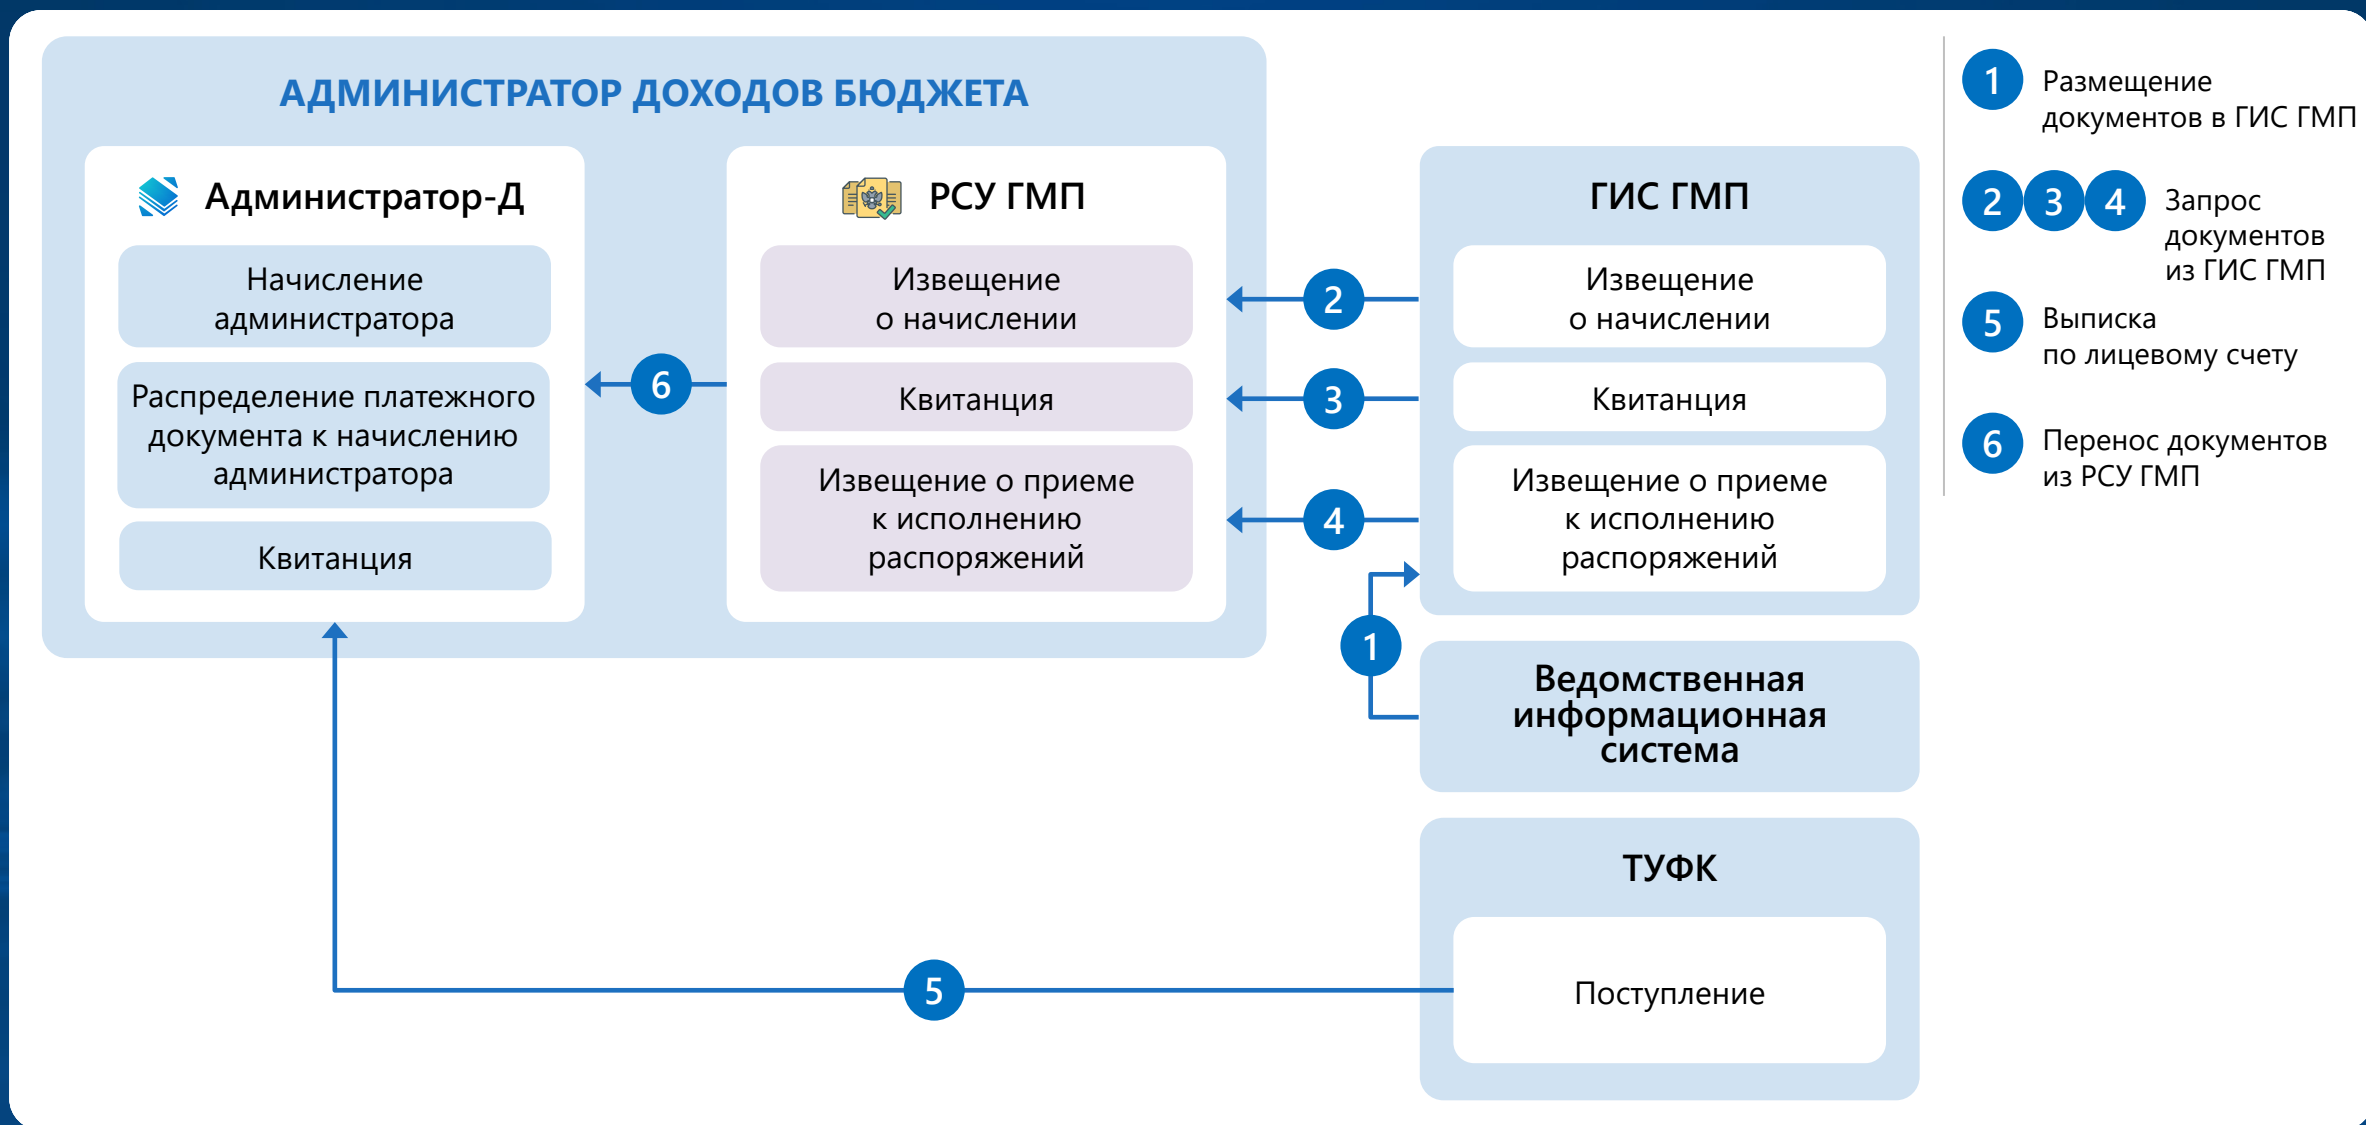 АДМИНИСТРАТОР ДОХОДОВ БЮДЖЕТА
Администратор-Д
Начисление
администратора
Распределение платежного
документа к начислению
администратора
Квитанция
6
РСУ ГМП
Извещение
о начислении
Квитанция
Извещение о приеме
к исполнению
распоряжений
2
3
4
1
5
ГИС ГМП
Извещение
о начислении
Квитанция
Извещение о приеме
к исполнению
распоряжений
Ведомственная
информационная
система
ТУФК
Поступление
1
Размещение
документов в ГИС ГМП
2 3 4
Запрос
документов
из ГИС ГМП
5
Выписка
по лицевому счету
6
Перенос документов
из РСУ ГМП